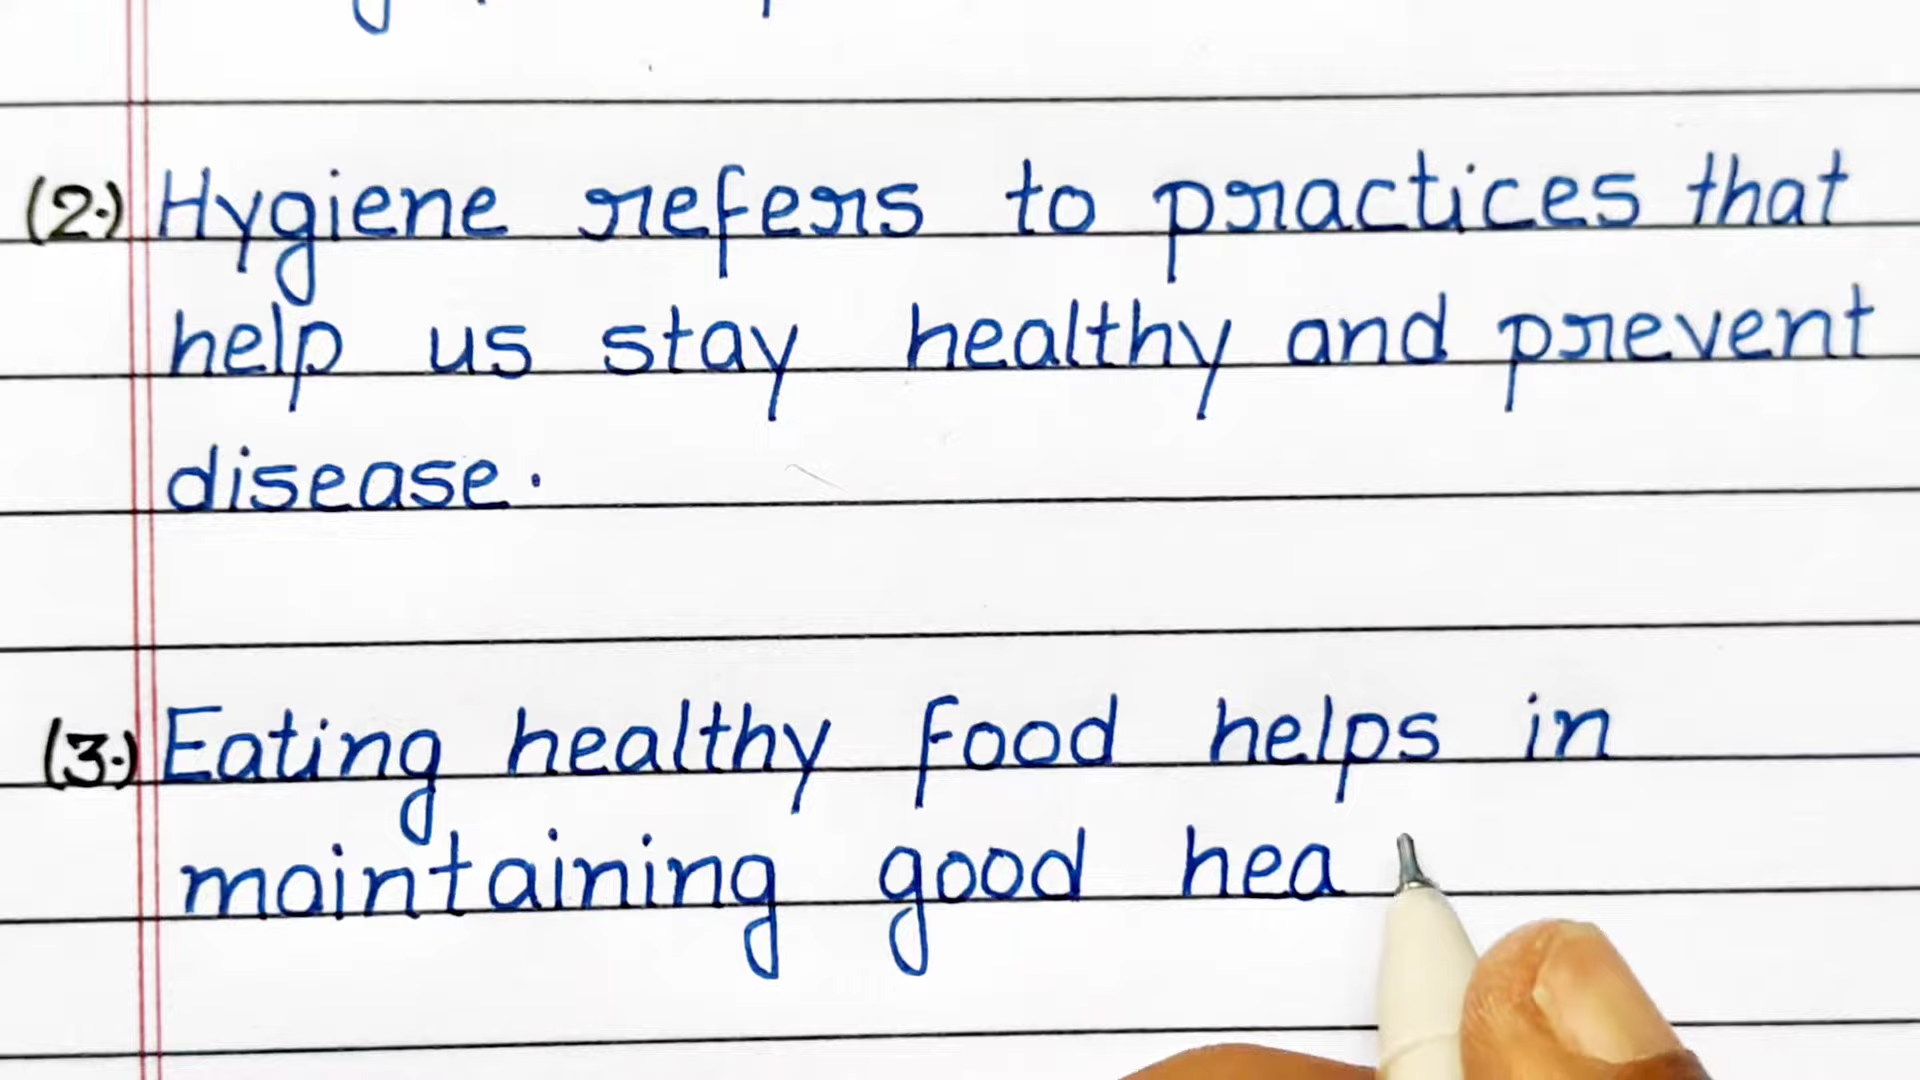 (2.) Hygiene refers to practices that
help us stay healthy and prevent
disease.
(3.) Eating healthy food helps in
maintaining good hea